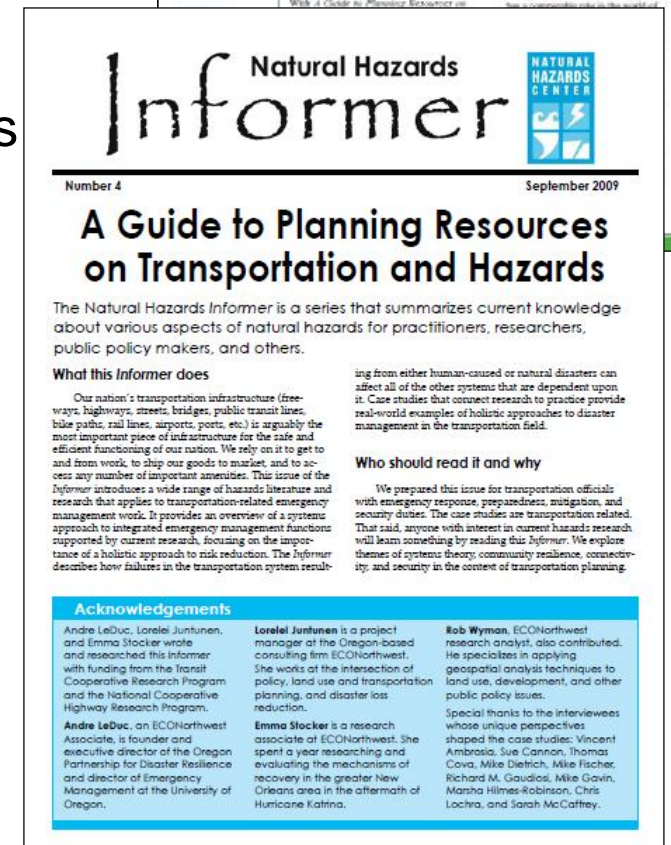 With A Guide to Planning Resources on
s
Natural Hazards
Informer
NATURAL
HAZARDS
CENTER
Number 4
September 2009
A Guide to Planning Resources
on Transportation and Hazards
The Natural Hazards Informer is a series that summarizes current knowledge
about various aspects of natural hazards for practitioners, researchers,
public policy makers, and others.
What this Informer does
Our nation's transportation infrastructure (free-
ways, highways, streets, bridges, public transit lines,
bike paths, rail lines, airports, ports, etc.) is arguably the
most important piece of infrastructure for the safe and
efficient functioning of our nation. We rely on it to get to
and from work, to ship our goods to market, and to ac-
cess any number of important amenities. This issue of the
Informer introduces a wide range of hazards literature and
research that applies to transportation-related emergency
management work. It provides an overview of a systems
approach to integrated emergency management functions
supported by current research, focusing on the impor-
tance of a holistic approach to risk reduction. The Informer
describes how failures in the transportation system result-
ing from either human-caused or natural disasters can
affect all of the other systems that are dependent upon
it. Case studies that connect research to practice provide
real-world examples of holistic approaches to disaster
management in the transportation field.
Who should read it and why
We prepared this issue for transportation officials
with emergency response, preparedness, mitigation, and
security duties. The case studies are transportation related.
That said, anyone with interest in current hazards research
will learn something by reading this Informer. We explore
themes of systems theory, community resilience, connectiv-
ity, and security in the context of transportation planning.
Acknowledgements
Andre LeDuc, Lorelei Juntunen,
and Emma Stocker wrote
and researched this Informer
with funding from the Transit
Cooperative Research Program
and the National Cooperative
Highway Research Program.
Andre LeDuc, an ECONorthwest
Associate, is founder and
executive director of the Oregon
Partnership for Disaster Resilience
and director of Emergency
Management at the University of
Oregon.
Lorelei Juntunen is a project
manager at the Oregon-based
consulting firm ECONorthwest.
She works at the intersection of
policy, land use and transportation
planning, and disaster loss
reduction.
Emma Stocker is a research
associate at ECONorthwest. She
spent a year researching and
evaluating the mechanisms of
recovery in the greater New
Orleans area in the aftermath of
Hurricane Katrina.
Rob Wyman, ECONorthwest
research analyst, also contributed.
He specializes in applying
geospatial analysis techniques to
land use, development, and other
public policy issues.
Special thanks to the interviewees
whose unique perspectives
shaped the case studies: Vincent
Ambrosia, Sue Cannon, Thomas
Cova, Mike Dietrich, Mike Fischer,
Richard M. Gaudiosi, Mike Gavin,
Marsha Hilmes-Robinson, Chris
Lochra, and Sarah McCaffrey.